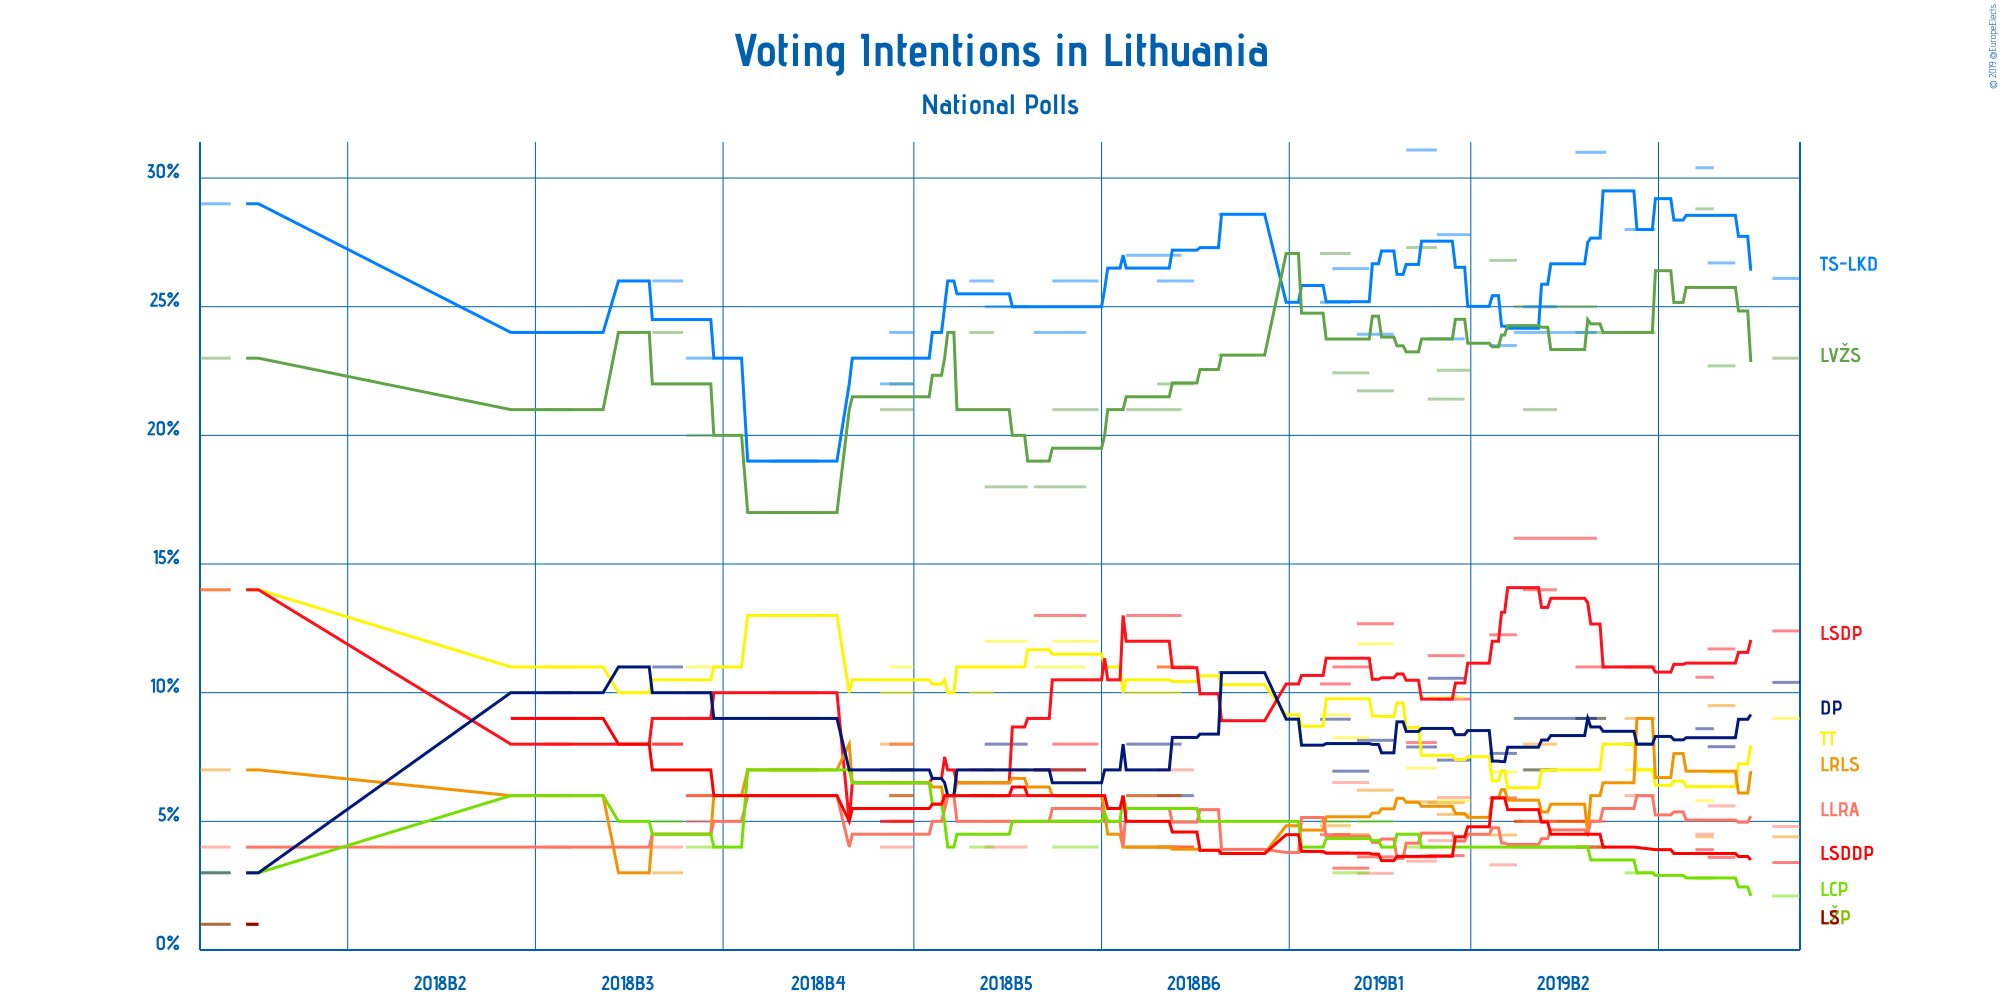 © 2019 @EuropeElects
Voting Intentions in Lithuania
National Polls
30%
25%
20%
15%
10%
5%
0%
TS-LKD
LVŽS
LSDP
DP
TT
LRLS
LLRA
LSDDP
LCP
LS
2018B2
2018B3
2018B4
2018B5
2018B6
2019B1
2019B2